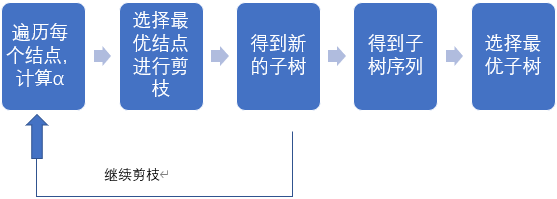 遍历每
个结点,
计算α
选择最
优结点
进行剪
枝
得到新
的子树
得到子
树序列
选择最
优子树
继续剪枝